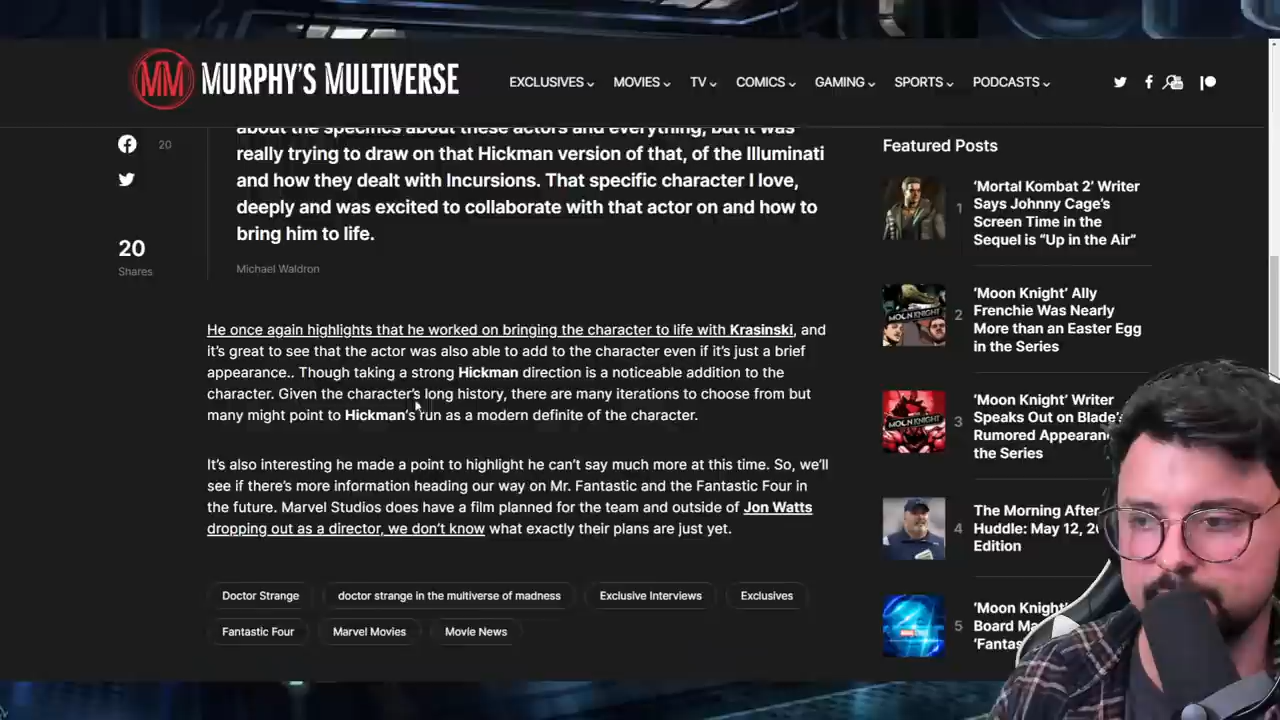 MM MURPHY'S MULTIVERSE
EXCLUSIVES MOVIES TV COMICS GAMING SPORTS PODCASTS
20
20
Shares
about the specifics about these actors and everything, but it was
really trying to draw on that Hickman version of that, of the Illuminati
and how they dealt with Incursions. That specific character I love,
deeply and was excited to collaborate with that actor on and how to
bring him to life.
Michael Waldron
He once again highlights that he worked on bringing the character to life with Krasinski, and
it's great to see that the actor was also able to add to the character even if it's just a brief
appearance.. Though taking a strong Hickman direction is a noticeable addition to the
character. Given the character's long history, there are many iterations to choose from but
many might point to Hickman's run as a modern definite of the character.
It's also interesting he made a point to highlight he can't say much more at this time. So, we'll
see if there's more information heading our way on Mr. Fantastic and the Fantastic Four in
the future. Marvel Studios does have a film planned for the team and outside of Jon Watts
dropping out as a director, we don't know what exactly their plans are just yet.
Doctor Strange doctor strange in the multiverse of madness Exclusive Interviews Exclusives
Fantastic Four Marvel Movies Movie News
Featured Posts
1
'Mortal Kombat 2' Writer
Says Johnny Cage's
Screen Time in the
Sequel is "Up in the Air"
MOON KNIGHT
2
'Moon Knight' Ally
Frenchie Was Nearly
More than an Easter Egg
in the Series
MOON KNIGHT
3
'Moon Knight' Writer
Speaks Out on Blade's
Rumored Appearan
the Series
4
The Morning After
Huddle: May 12, 20
Edition
5
'Moon Knight
Board Ma
'Fantas